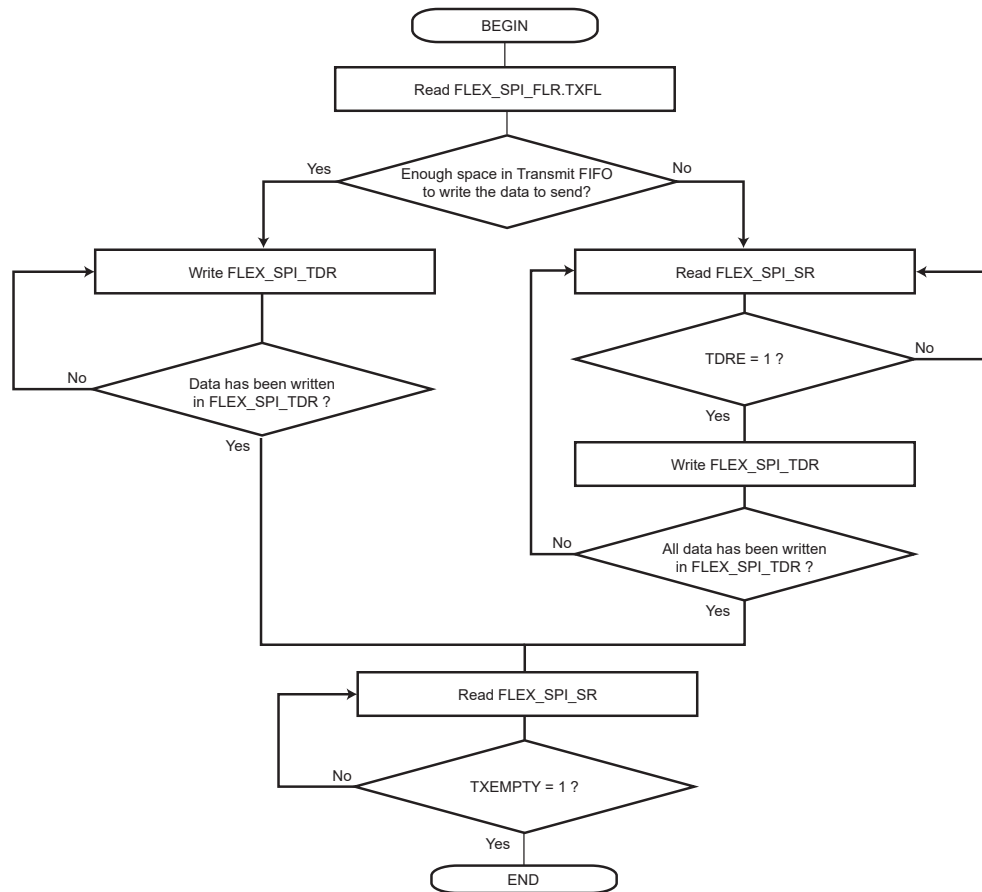 BEGIN
Read FLEX_SPI_FLR.TXFL
Yes
Enough space in Transmit FIFO
to write the data to send?
No
Write FLEX_SPI_TDR
Read FLEX_SPI_SR
No
Data has been written
in FLEX_SPI_TDR ?
Yes
TDRE = 1 ?
No
Yes
Write FLEX_SPI_TDR
No
All data has been written
in FLEX_SPI_TDR ?
Yes
Read FLEX_SPI_SR
No
TXEMPTY = 1 ?
Yes
END